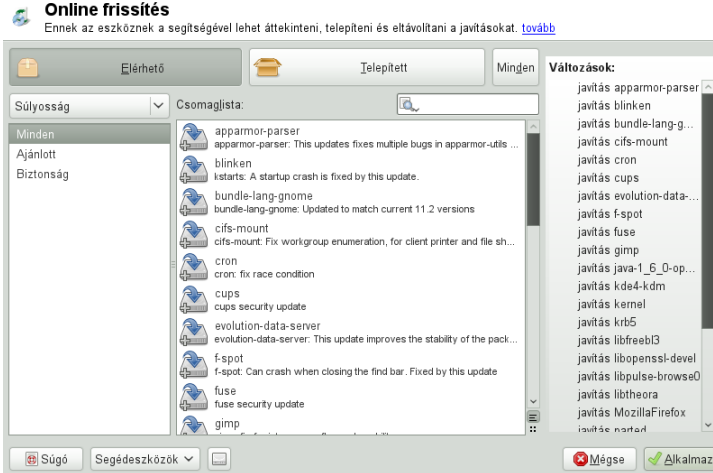 Online frissítés
Ennek az eszköznek a segítségével lehet áttekinteni, telepíteni és eltávolítani a javításokat. tovább
Elérhető
Telepített
Minden
Súlyosság
Minden
Ajánlott
Biztonság
Csomaglista:
apparmor-parser
apparmor-parser: This updates fixes multiple bugs in apparmor-utils ...
blinken
kstarts: A startup crash is fixed by this update.
bundle-lang-gnome
bundle-lang-gnome: Updated to match current 11.2 versions
cifs-mount
cifs-mount: Fix workgroup enumeration, for client printer and file sh...
cron
cron: fix race condition
cups
cups security update
evolution-data-server
evolution-data-server: This update improves the stability of the pack...
f-spot
f-spot: Can crash when closing the find bar. Fixed by this update
fuse
fuse security update
gimp
Változások:
javítás apparmor-parser
javítás blinken
javítás bundle-lang-g...
javítás cifs-mount
javítás cron
javítás cups
javítás evolution-data-...
javítás f-spot
javítás fuse
javítás gimp
javítás java-1_6_0-op...
javítás kde4-kdm
javítás kernel
javítás krb5
javítás libfreebl3
javítás libopenssl-devel
javítás libpulse-browse0
javítás libtheora
javítás MozillaFirefox
javítás parted
Súgó
Segédeszközök
Mégse
Alkalmaz